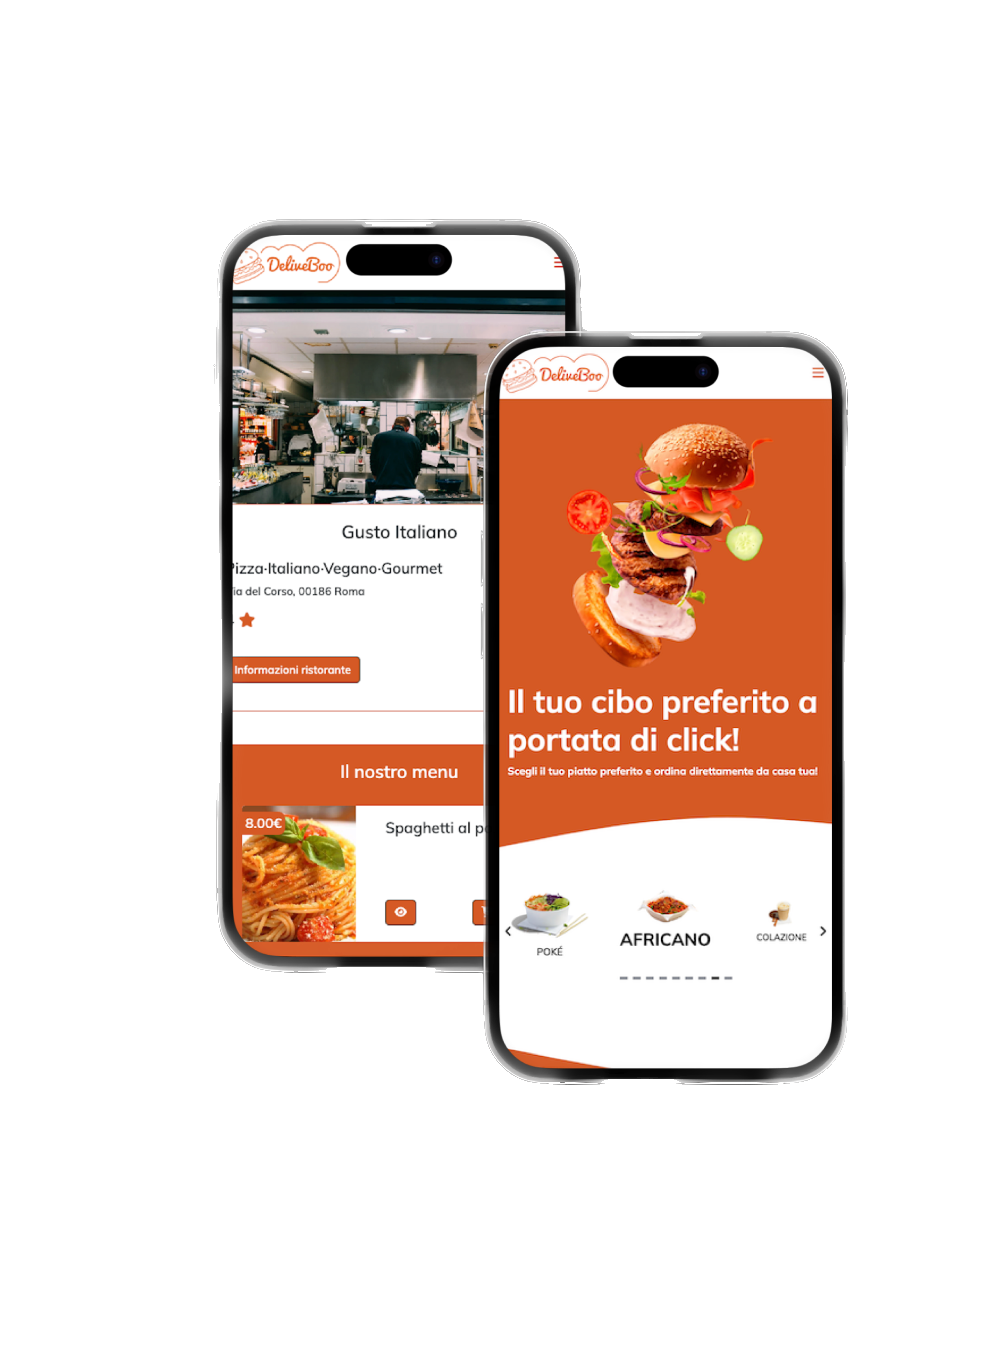 DeliveBoo
Gusto Italiano
Pizza·Italiano·Vegano·Gourmet
ia del Corso, 00186 Roma
Informazioni ristorante
Il nostro menu
8.00€
Spaghetti al p
DeliveBoo
Il tuo cibo preferito a
portata di click!
Scegli il tuo piatto preferito e ordina direttamente da casa tua!
POKÉ
AFRICANO
COLAZIONE